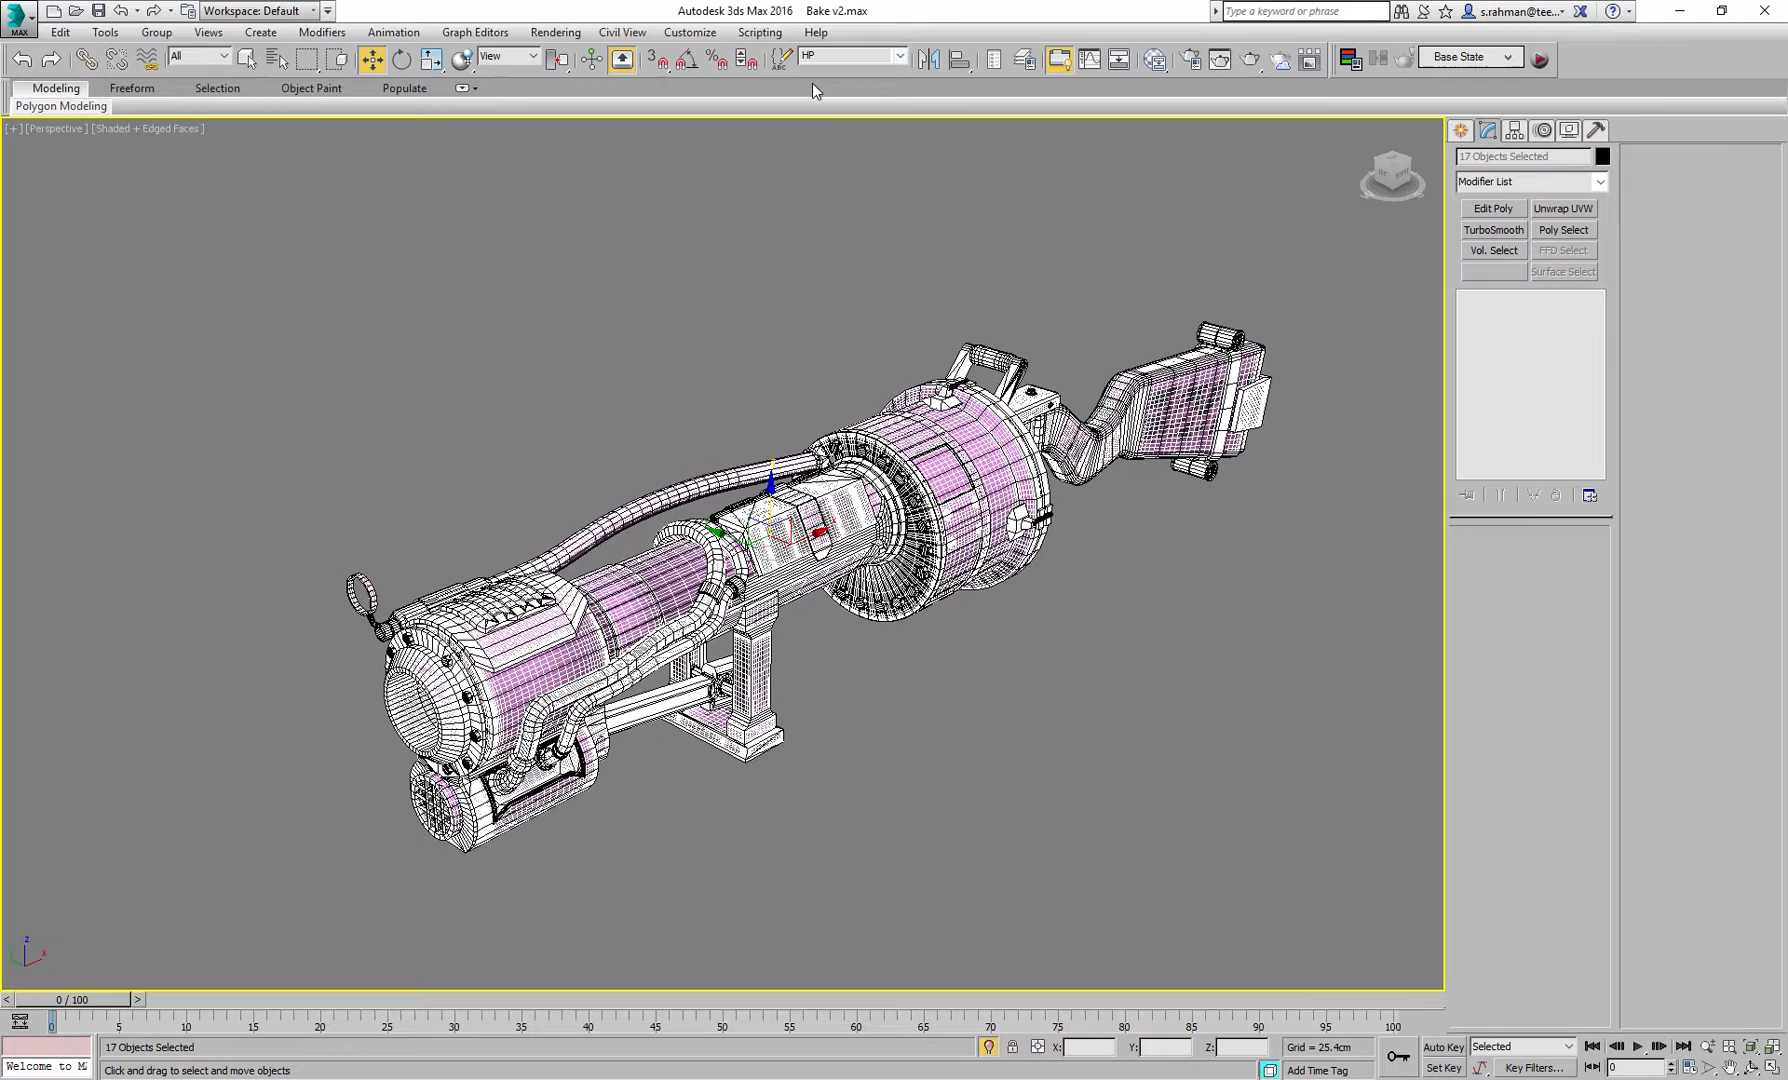 MAX
Workspace: Default
Autodesk 3ds Max 2016    Bake v2.max
Type a keyword or phrase
s.rahman@tee...
Edit Tools Group Views Create Modifiers Animation Graph Editors Rendering Civil View Customize Scripting Help
All
View
3
%
ABC
HP
Base State
Modeling Freeform Selection Object Paint Populate
Polygon Modeling
[+] [Perspective ] [Shaded + Edged Faces ]
17 Objects Selected
Modifier List
Edit Poly Unwrap UVW
TurboSmooth Poly Select
Vol. Select FFD Select
Surface Select
z
x
< 0 / 100 >
0 5 10 15 20 25 30 35 40 45 50 55 60 65 70 75 80 85 90 95 100
17 Objects Selected
X: Y: Z: Grid = 25.4cm
Auto Key Selected
Welcome to M
Click and drag to select and move objects
Add Time Tag
Set Key Key Filters... 0